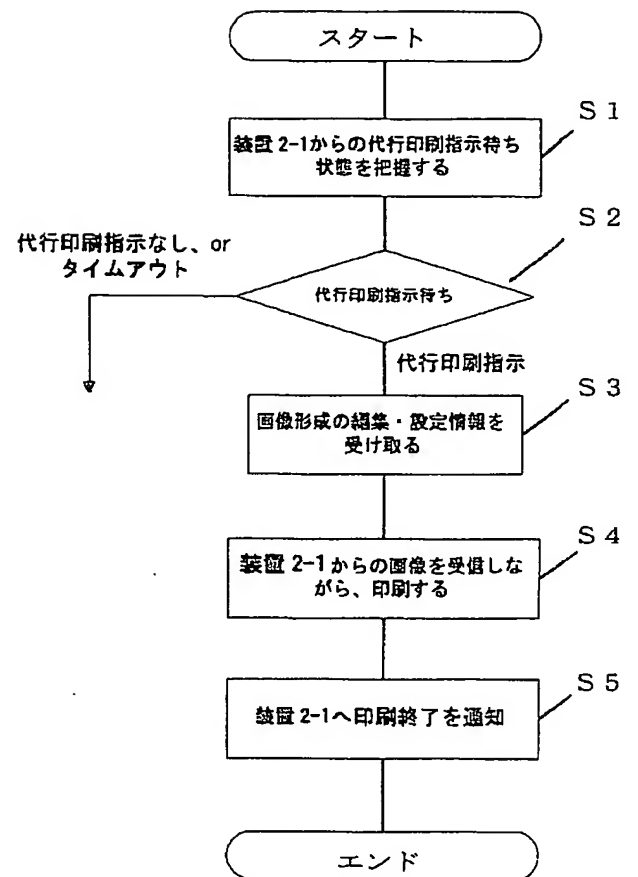 スタート
S1
装置2-1からの代行印刷指示待ち
状態を把握する
S2
代行印刷指示なし、or
タイムアウト
代行印刷指示待ち
代行印刷指示
S3
画像形成の編集・設定情報を
受け取る
S4
装置2-1からの画像を受信しな
がら、印刷する
S5
装置2-1へ印刷終了を通知
エンド